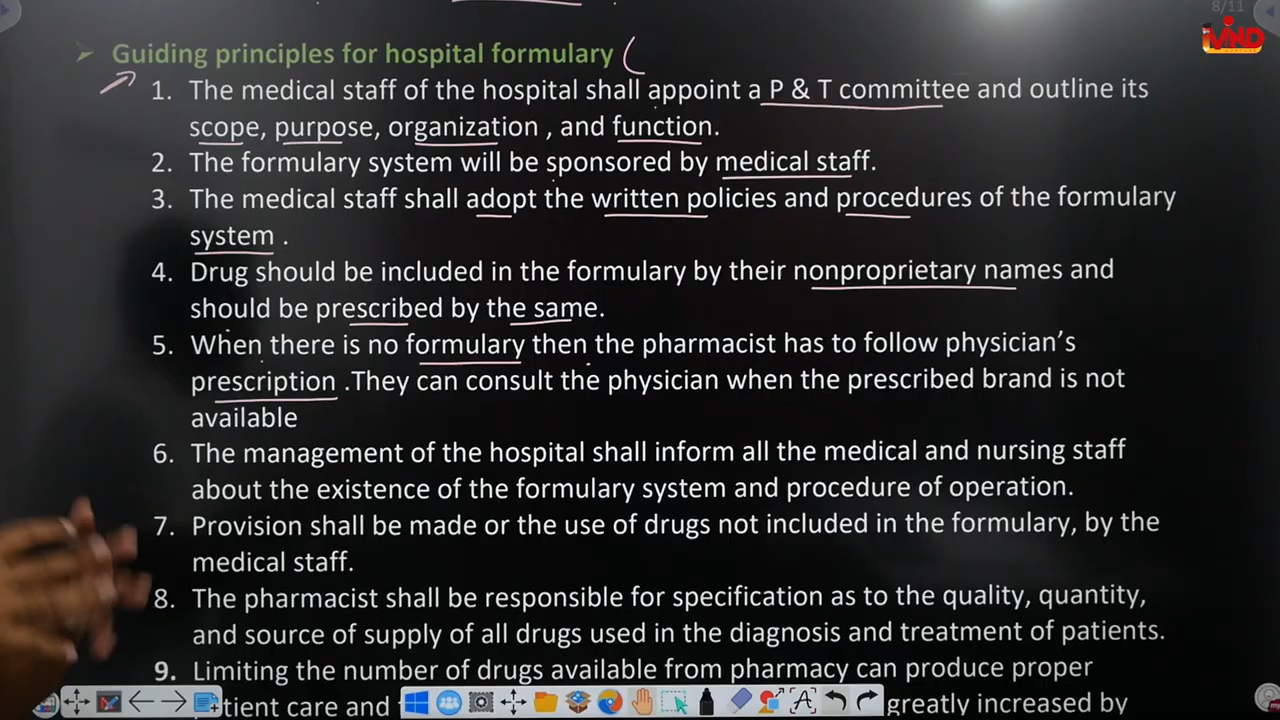 8/11
Guiding principles for hospital formulary (
1. The medical staff of the hospital shall appoint a P & T committee and outline its
scope, purpose, organization , and function.
2. The formulary system will be sponsored by medical staff.
3. The medical staff shall adopt the written policies and procedures of the formulary
system .
4. Drug should be included in the formulary by their nonproprietary names and
should be prescribed by the same.
5. When there is no formulary then the pharmacist has to follow physician’s
prescription .They can consult the physician when the prescribed brand is not
available
6. The management of the hospital shall inform all the medical and nursing staff
about the existence of the formulary system and procedure of operation.
7. Provision shall be made or the use of drugs not included in the formulary, by the
medical staff.
8. The pharmacist shall be responsible for specification as to the quality, quantity,
and source of supply of all drugs used in the diagnosis and treatment of patients.
9. Limiting the number of drugs available from pharmacy can produce proper
care and greatly increased by